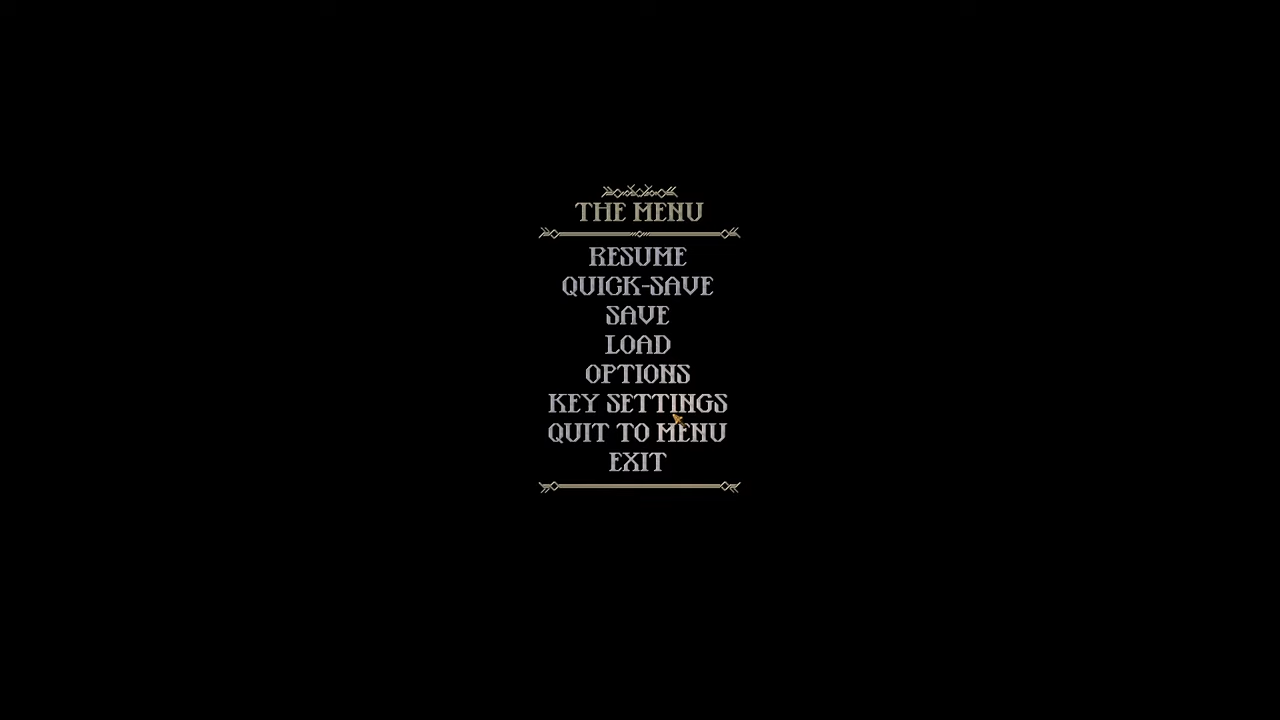 THE MENU
RESUME
QUICK-SAVE
SAVE
LOAD
OPTIONS
KEY SETTINGS
QUIT TO MENU
EXIT